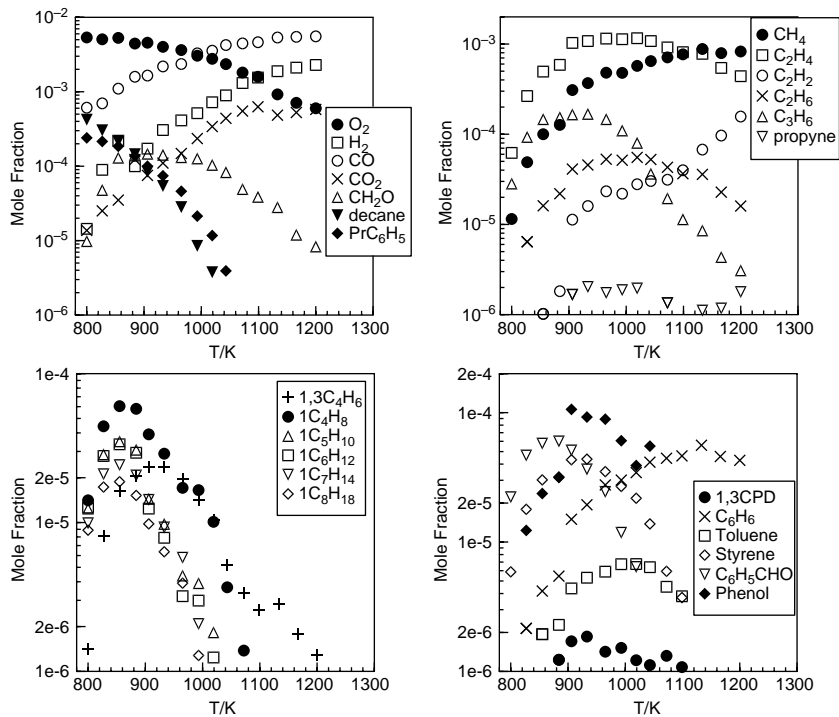 10⁻²
10⁻³
10⁻⁴
10⁻⁵
10⁻⁶
Mole Fraction
800 900 1000 1100 1200 1300
T/K
O₂
H₂
CO
CO₂
CH₂O
decane
PrC₆H₅
10⁻³
10⁻⁴
10⁻⁵
10⁻⁶
Mole Fraction
800 900 1000 1100 1200 1300
T/K
CH₄
C₂H₄
C₂H₂
C₂H₆
C₃H₆
propyne
1e-4
2e-5
1e-5
2e-6
1e-6
Mole Fraction
800 900 1000 1100 1200 1300
T/K
1,3C₄H₆
1C₄H₈
1C₅H₁₀
1C₆H₁₂
1C₇H₁₄
1C₈H₁₈
2e-4
1e-4
2e-5
1e-5
2e-6
1e-6
Mole Fraction
800 900 1000 1100 1200 1300
T/K
1,3CPD
C₆H₆
Toluene
Styrene
C₆H₅CHO
Phenol